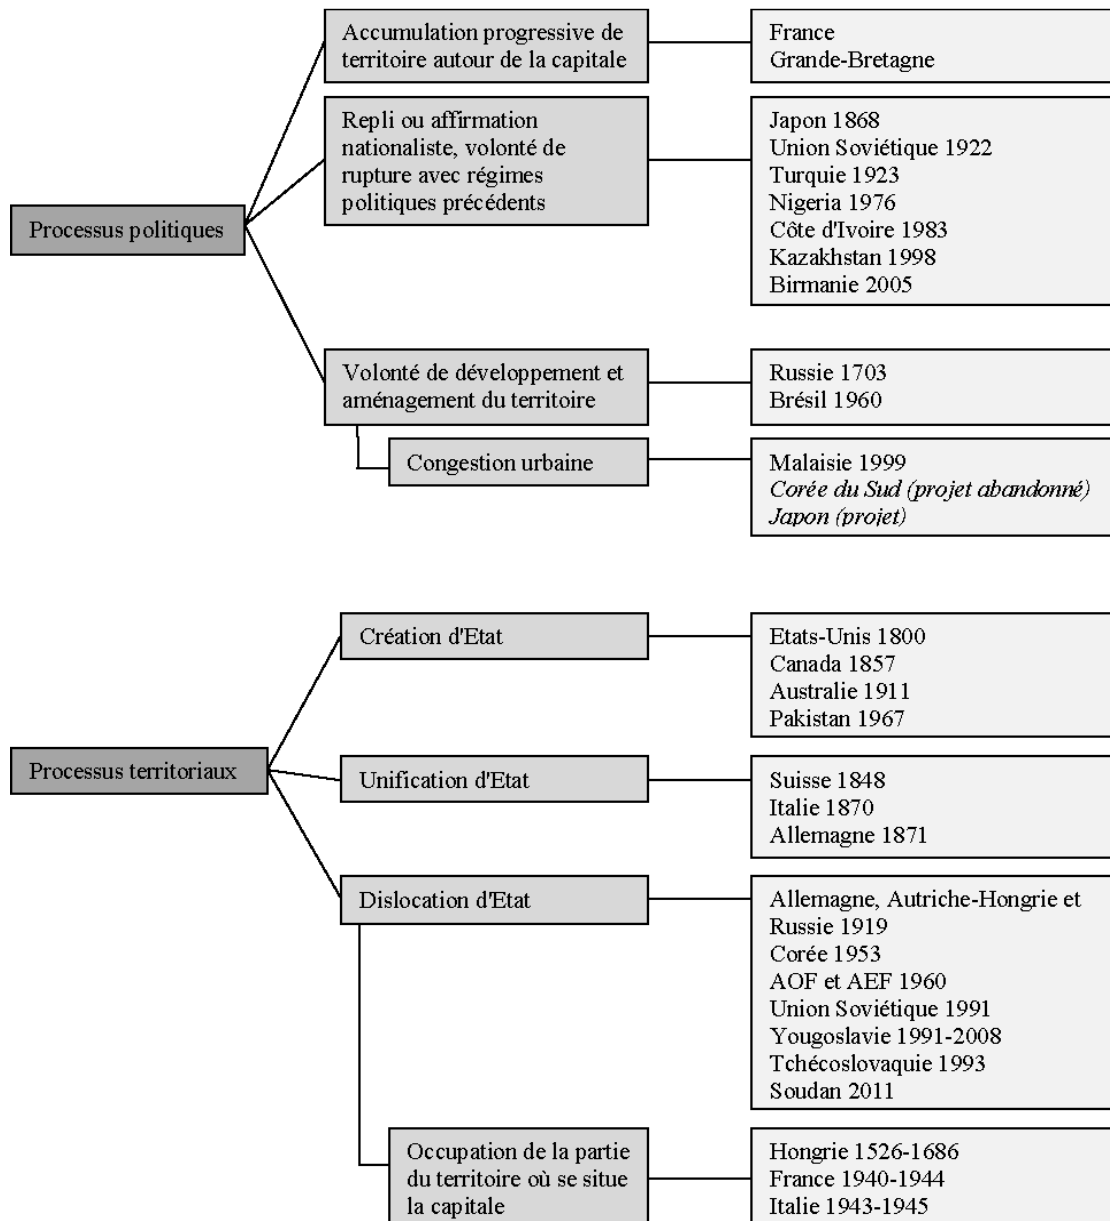 Processus politiques
Accumulation progressive de
territoire autour de la capitale
France
Grande-Bretagne
Repli ou affirmation
nationaliste, volonté de
rupture avec régimes
politiques précédents
Japon 1868
Union Soviétique 1922
Turquie 1923
Nigeria 1976
Côte d'Ivoire 1983
Kazakhstan 1998
Birmanie 2005
Volonté de développement et
aménagement du territoire
Russie 1703
Brésil 1960
Congestion urbaine
Malaisie 1999
Corée du Sud (projet abandonné)
Japon (projet)
Processus territoriaux
Création d'Etat
Etats-Unis 1800
Canada 1857
Australie 1911
Pakistan 1967
Unification d'Etat
Suisse 1848
Italie 1870
Allemagne 1871
Dislocation d'Etat
Allemagne, Autriche-Hongrie et
Russie 1919
Corée 1953
AOF et AEF 1960
Union Soviétique 1991
Yougoslavie 1991-2008
Tchécoslovaquie 1993
Soudan 2011
Occupation de la partie
du territoire où se situe
la capitale
Hongrie 1526-1686
France 1940-1944
Italie 1943-1945